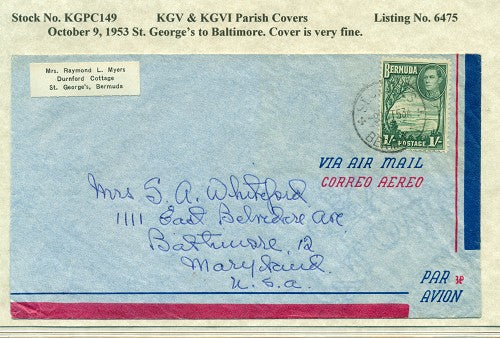 Stock No. KGPC149 KGV & KGVI Parish Covers Listing No. 6475
October 9, 1953 St. George's to Baltimore. Cover is very fine.
Mrs. Raymond L. Myers
Durnford Cottage
St. George's, Bermuda
BERMUDA
1/- POSTAGE 1/-
VIA AIR MAIL
CORREO AEREO
Mrs S. A. Whiteford
1111 East Belvedere Ave
Baltimore 12
Maryland
U.S.a.
PAR
AVION